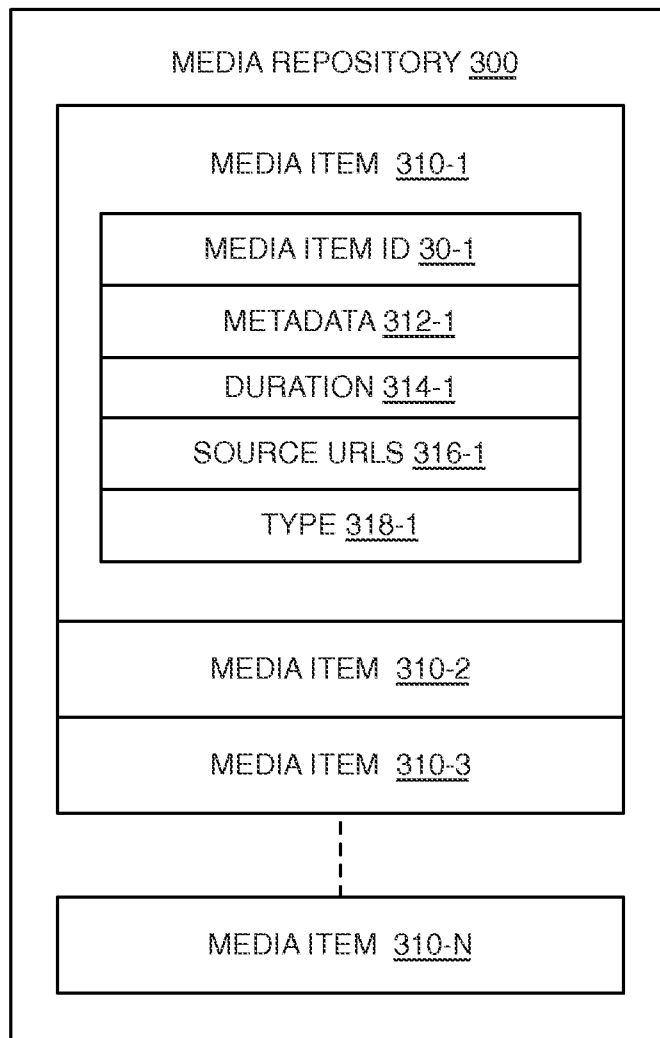 MEDIA REPOSITORY 300
MEDIA ITEM 310-1
MEDIA ITEM ID 30-1
METADATA 312-1
DURATION 314-1
SOURCE URLS 316-1
TYPE 318-1
MEDIA ITEM 310-2
MEDIA ITEM 310-3
MEDIA ITEM 310-N